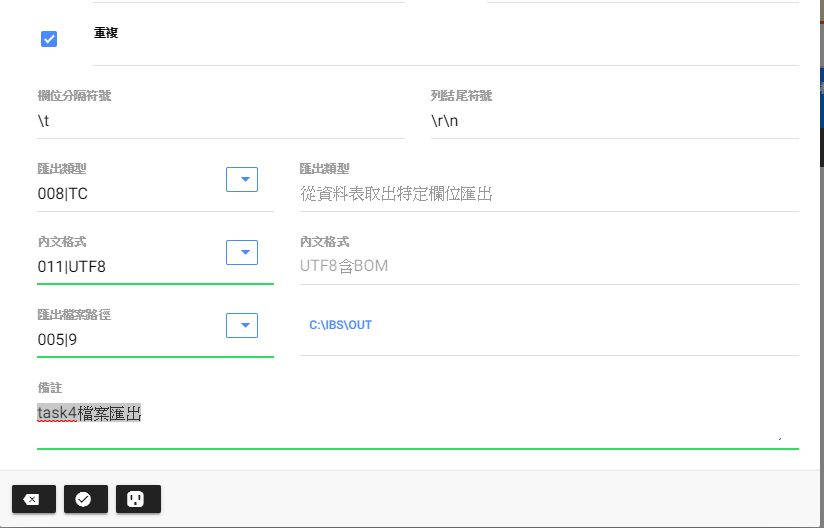 重複
欄位分隔符號 列結尾符號
\t \r\n
匯出類型 匯出類型
008|TC 從資料表取出特定欄位匯出
內文格式 內文格式
011|UTF8 UTF8含BOM
匯出檔案路徑
005|9 C:\IBS\OUT
備註
task4檔案匯出